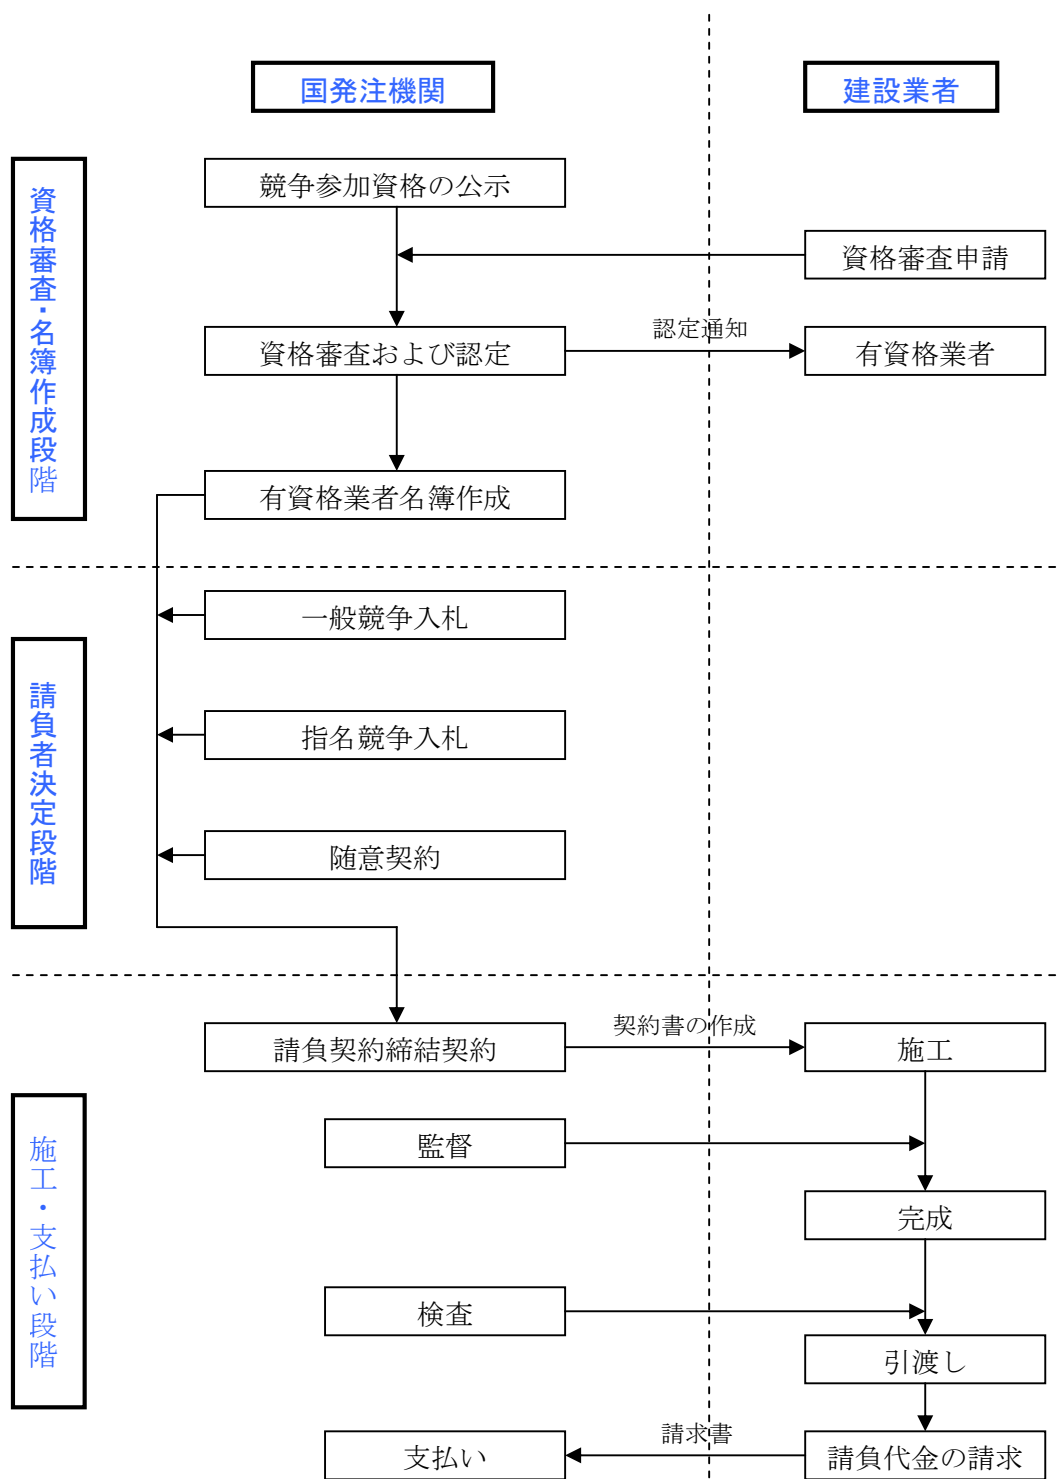 国発注機関
建設業者
資格審査・名簿作成段階
競争参加資格の公示
資格審査申請
資格審査および認定
認定通知
有資格業者
有資格業者名簿作成
請負者決定段階
一般競争入札
指名競争入札
随意契約
施工・支払い段階
請負契約締結契約
契約書の作成
施工
監督
完成
検査
引渡し
支払い
請求書
請負代金の請求